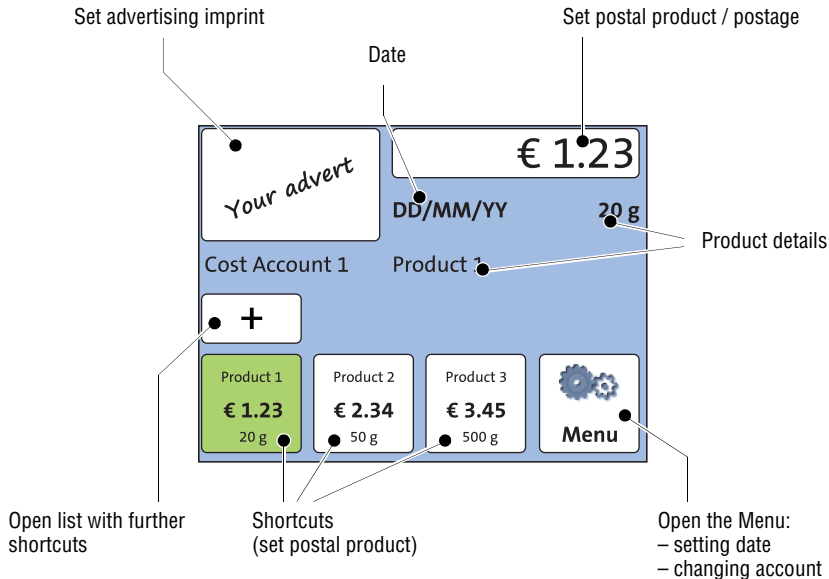 Set advertising imprint
Set postal product / postage
Date
Your advert
€ 1.23
DD/MM/YY
20 g
Product details
Cost Account 1
Product 1
+
Product 1
€ 1.23
20 g
Product 2
€ 2.34
50 g
Product 3
€ 3.45
500 g
Menu
Open list with further
shortcuts
Shortcuts
(set postal product)
Open the Menu:
– setting date
– changing account